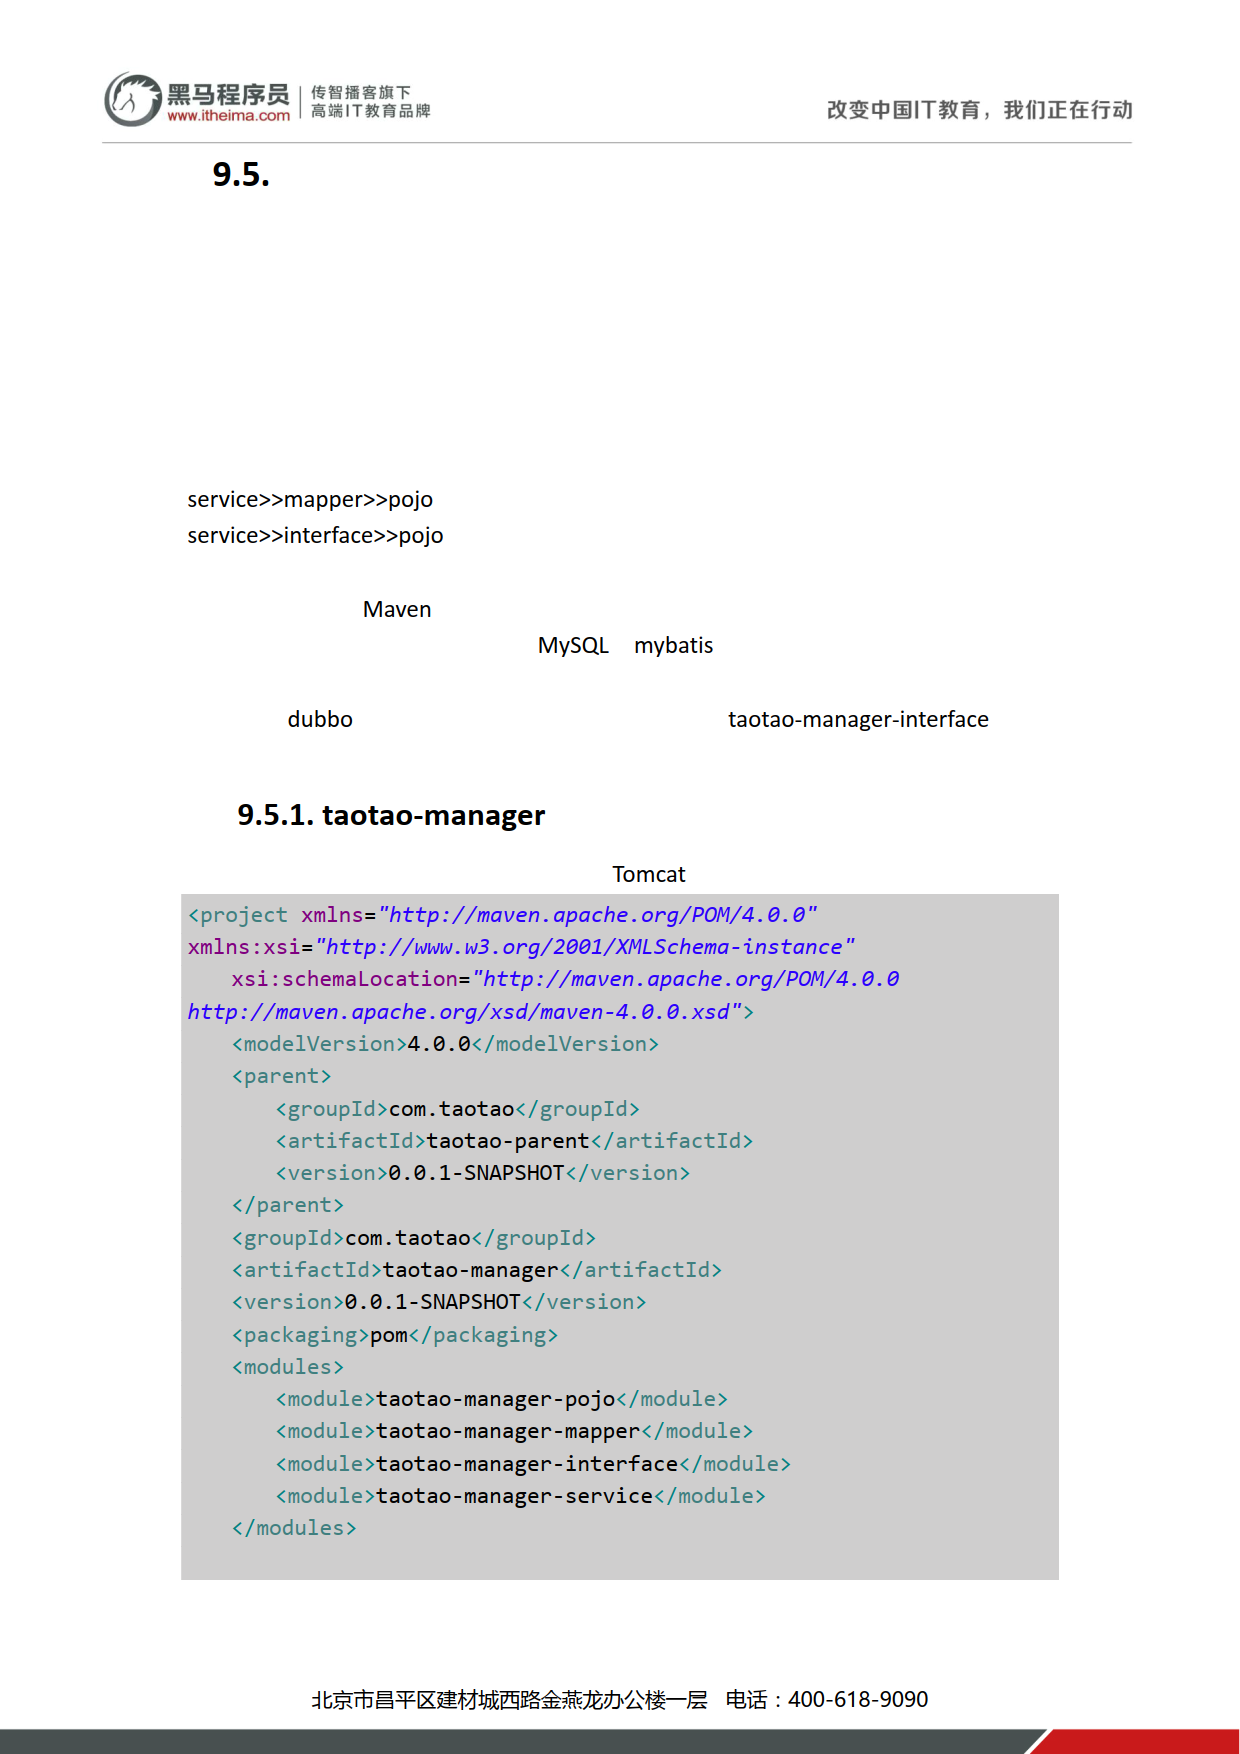 黑马程序员
www.itheima.com
传智播客旗下
高端IT教育品牌
改变中国IT教育，我们正在行动
9.5.
service>>mapper>>pojo
service>>interface>>pojo
Maven
MySQL mybatis
dubbo taotao-manager-interface
9.5.1. taotao-manager
Tomcat
<project xmlns="http://maven.apache.org/POM/4.0.0"
xmlns:xsi="http://www.w3.org/2001/XMLSchema-instance"
xsi:schemaLocation="http://maven.apache.org/POM/4.0.0
http://maven.apache.org/xsd/maven-4.0.0.xsd">
<modelVersion>4.0.0</modelVersion>
<parent>
<groupId>com.taotao</groupId>
<artifactId>taotao-parent</artifactId>
<version>0.0.1-SNAPSHOT</version>
</parent>
<groupId>com.taotao</groupId>
<artifactId>taotao-manager</artifactId>
<version>0.0.1-SNAPSHOT</version>
<packaging>pom</packaging>
<modules>
<module>taotao-manager-pojo</module>
<module>taotao-manager-mapper</module>
<module>taotao-manager-interface</module>
<module>taotao-manager-service</module>
</modules>
北京市昌平区建材城西路金燕龙办公楼一层 电话：400-618-9090